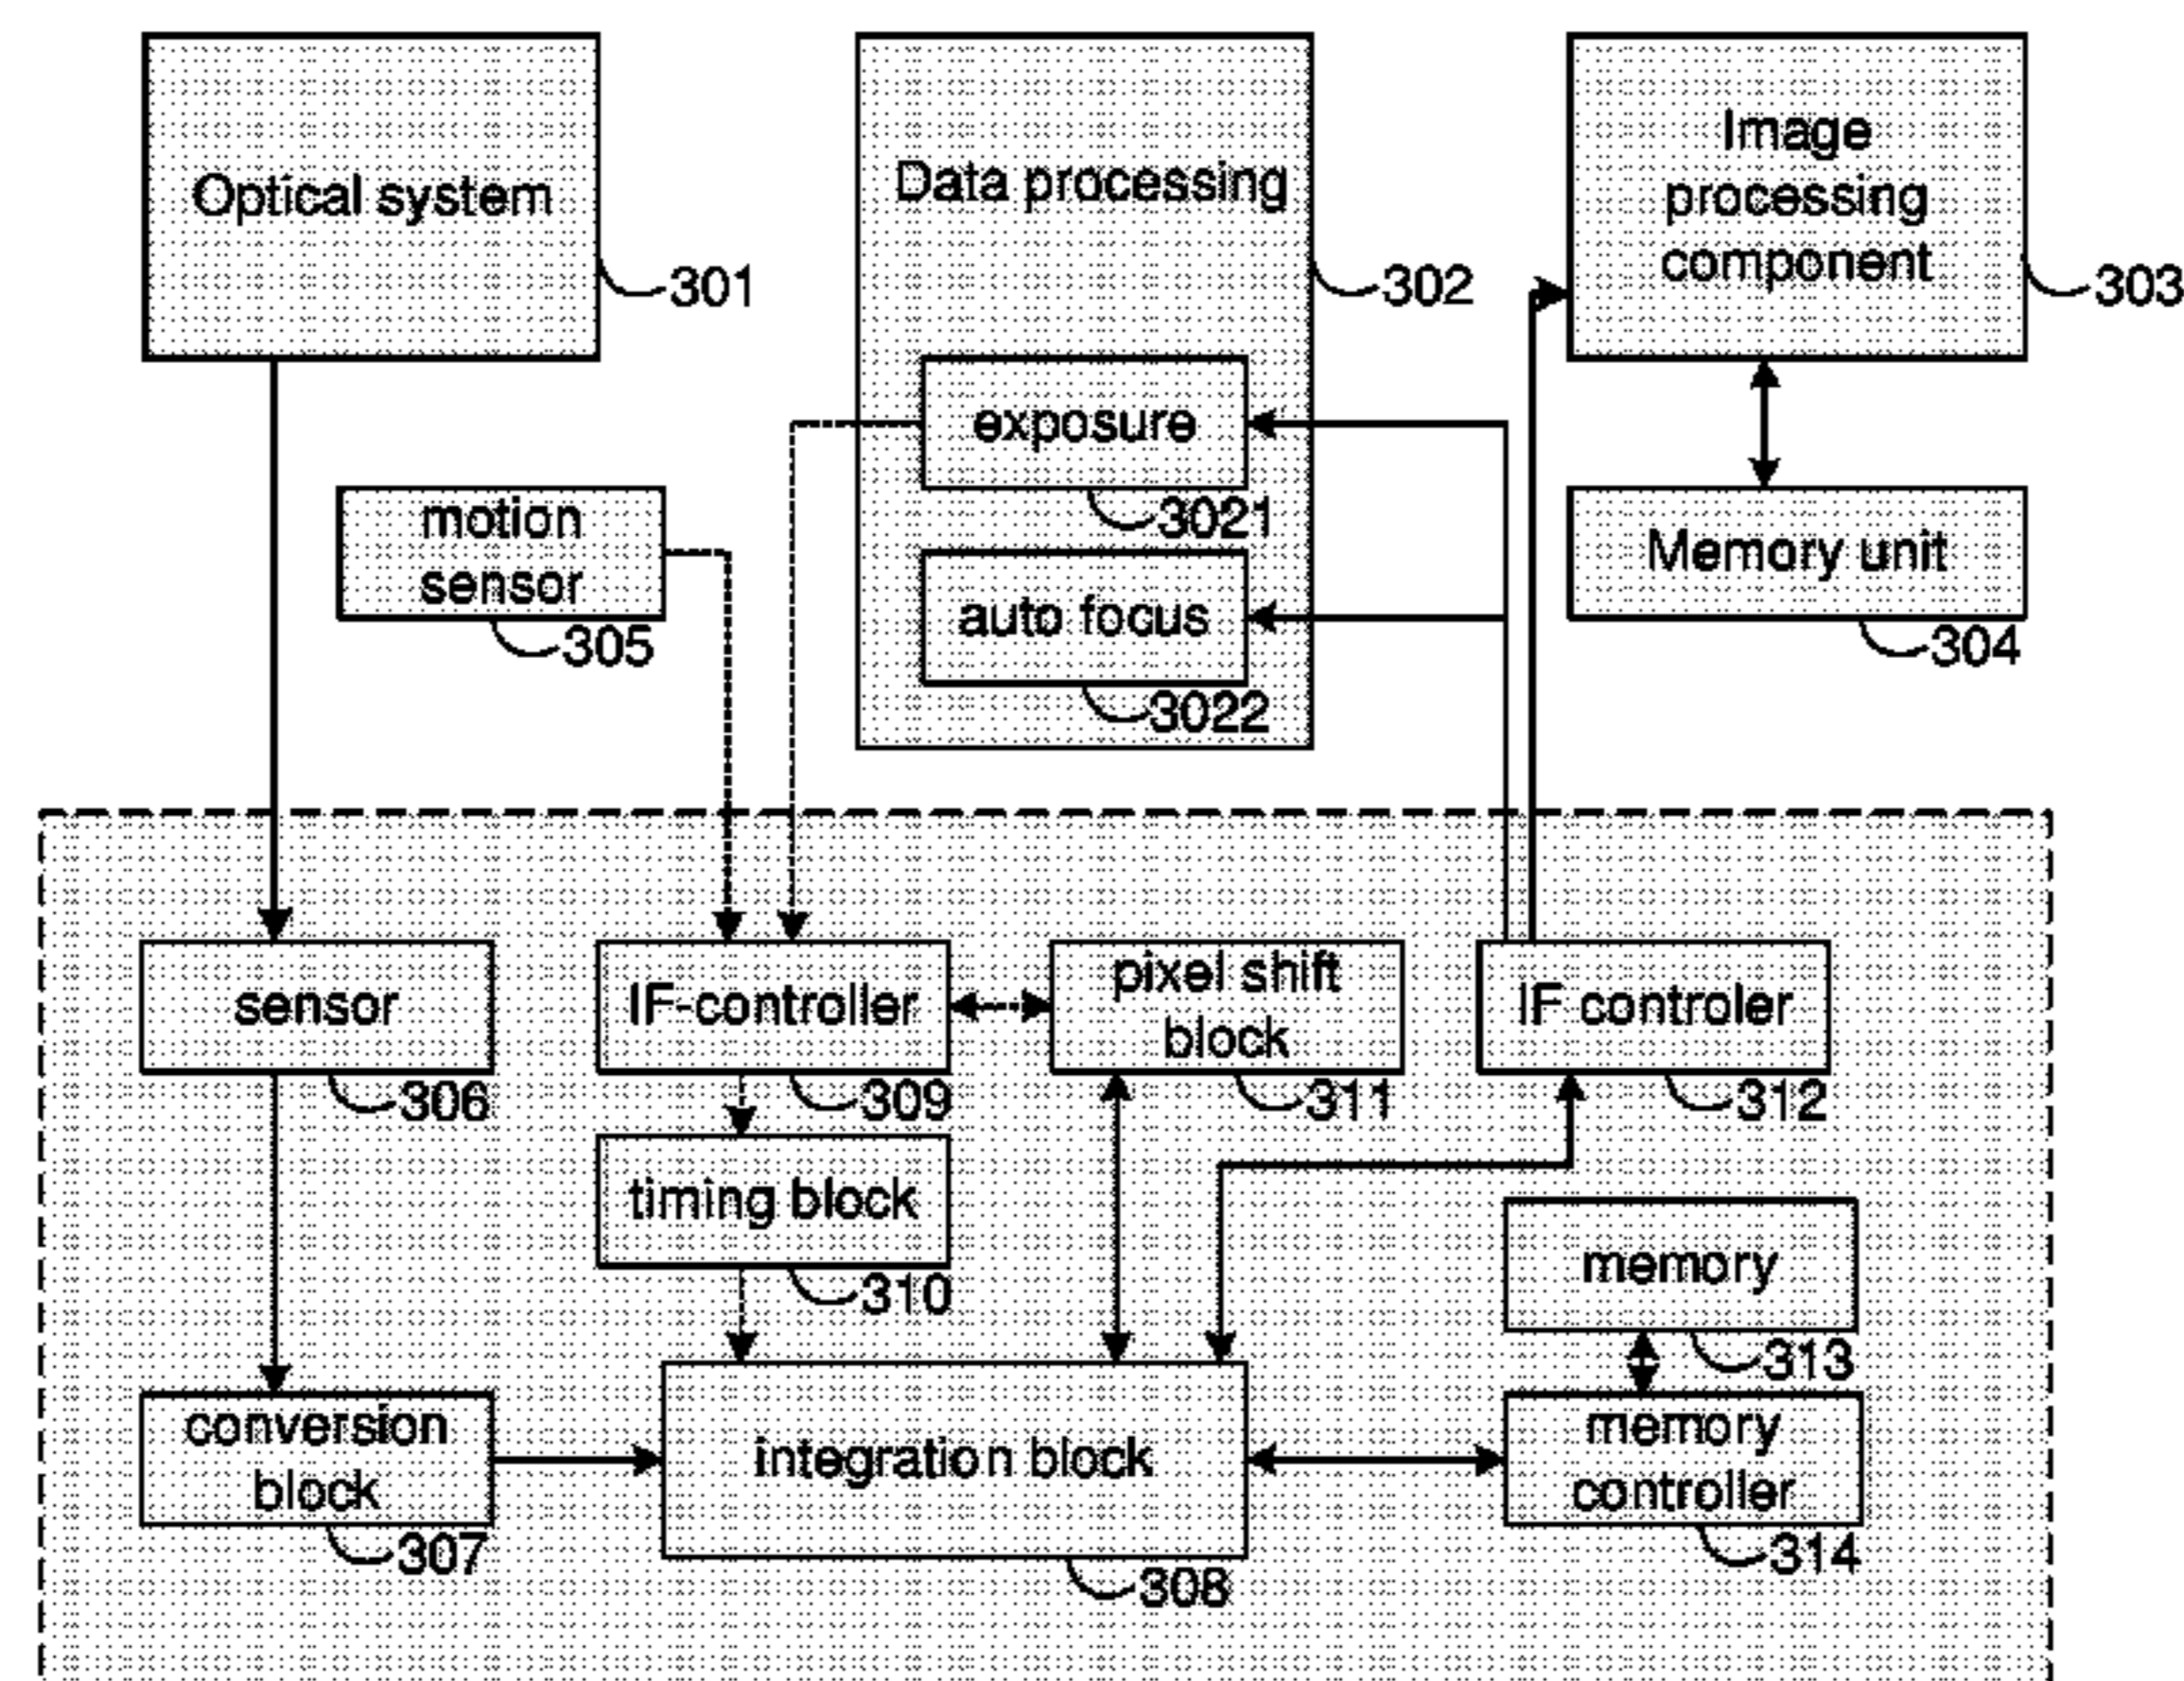 Optical system
301
Data processing
302
Image
processing
component
303
exposure
3021
auto focus
3022
motion
sensor
305
Memory unit
304
sensor
306
IF-controller
309
pixel shift
block
311
IF controler
312
timing block
310
memory
313
conversion
block
307
integration block
308
memory
controller
314